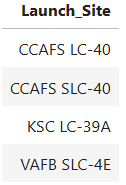 Launch_Site
CCAFS LC-40
CCAFS SLC-40
KSC LC-39A
VAFB SLC-4E